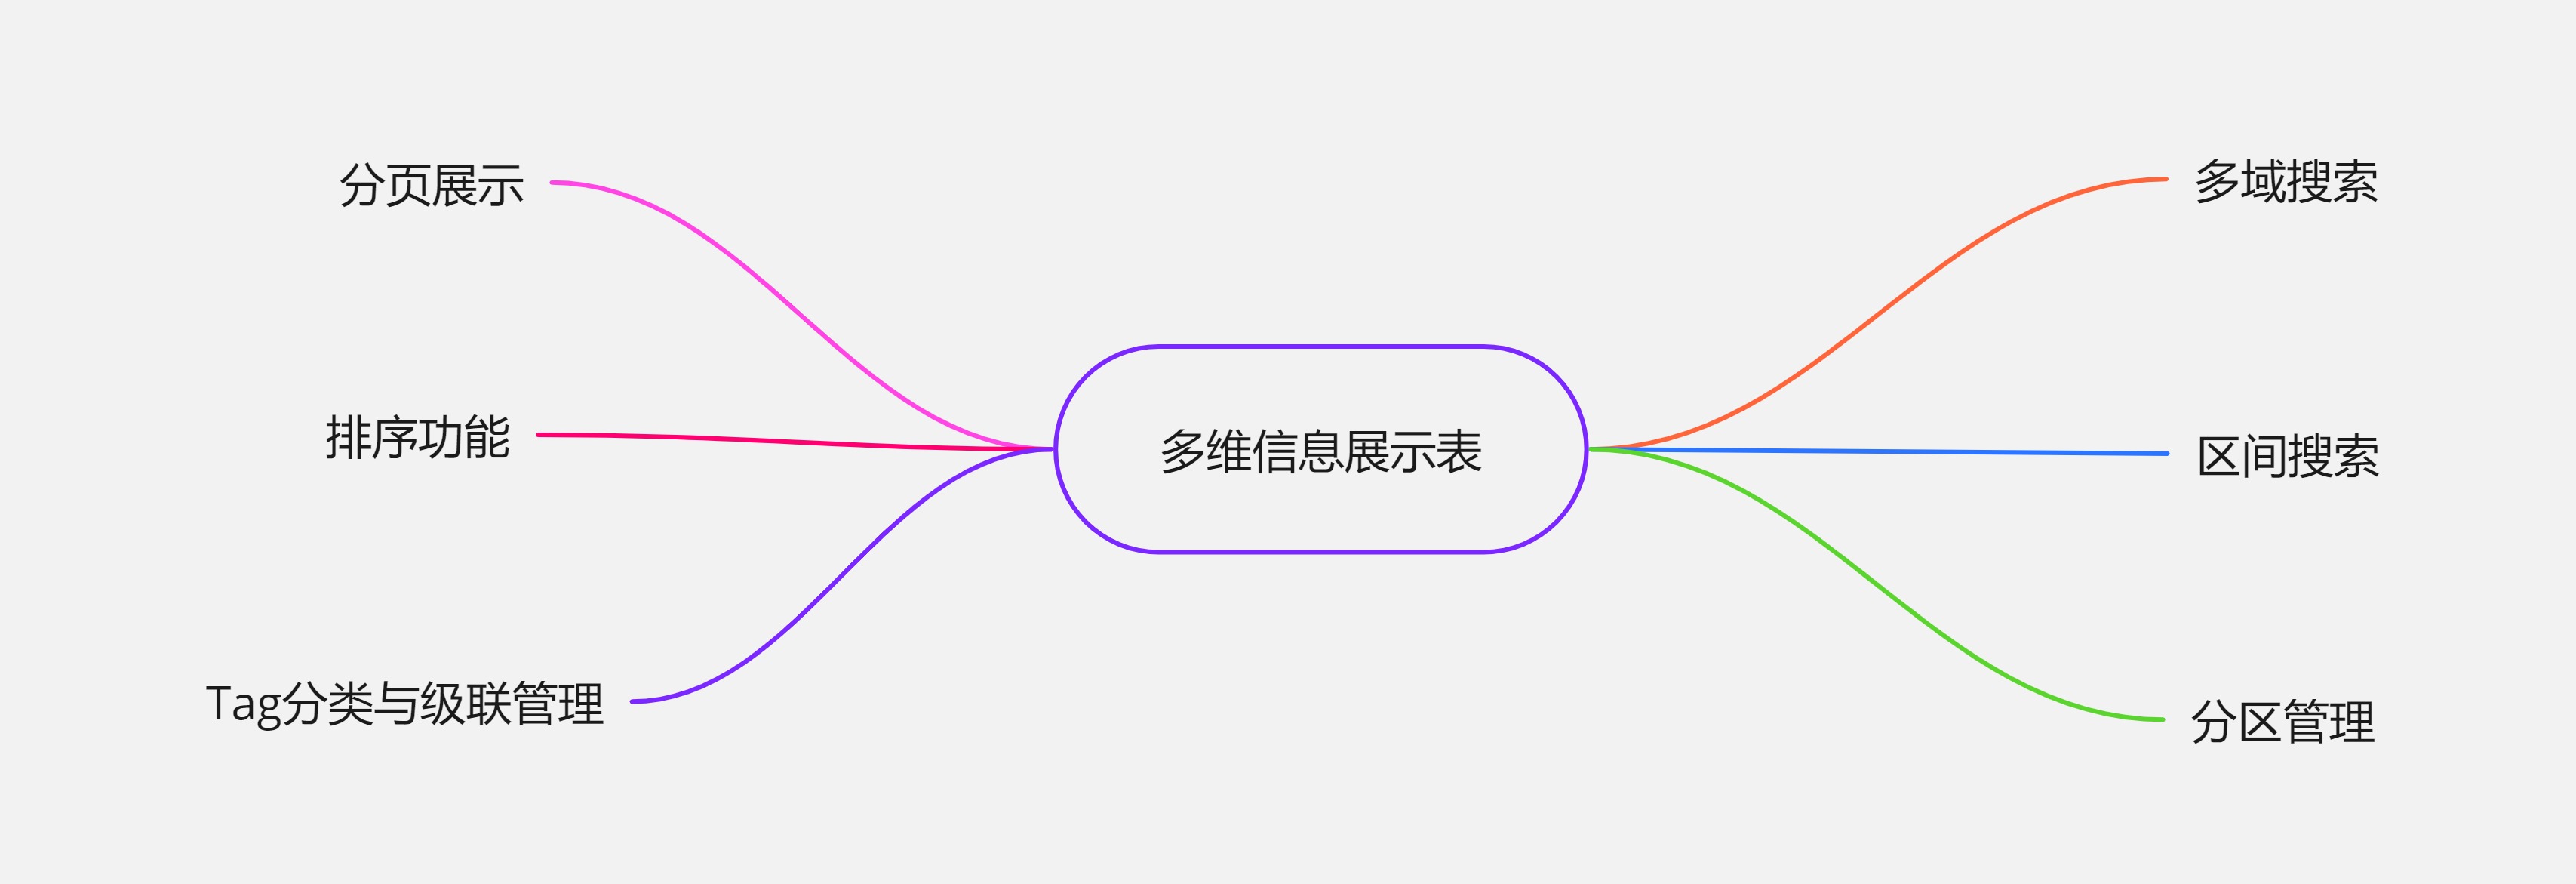 分页展示
排序功能
Tag分类与级联管理
多维信息展示表
多域搜索
区间搜索
分区管理